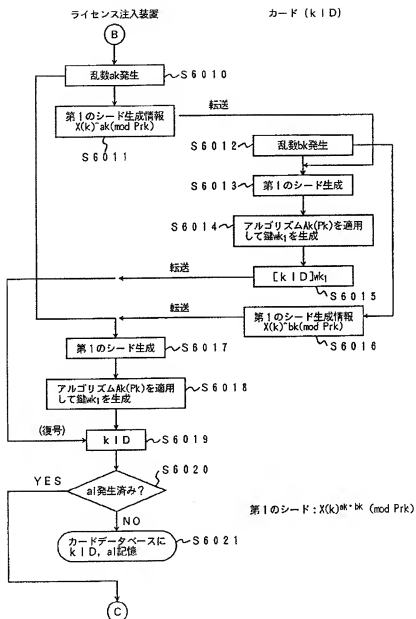 ライセンス注入装置
カード (kID)
B
乱数ak発生
S6010
転送
第1のシード生成情報
X(k)^ak(mod Prk)
S6011
S6012
乱数bk発生
S6013
第1のシード生成
S6014
アルゴリズムAk(Pk)を適用
して鍵wk₁を生成
転送
[kID]wk₁
S6015
転送
第1のシード生成情報
X(k)^bk(mod Prk)
S6016
第1のシード生成
S6017
アルゴリズムAk(Pk)を適用
して鍵wk₁を生成
S6018
(復号)
kID
S6019
S6020
YES
al発生済み?
NO
第1のシード:X(k)^ak・bk (mod Prk)
カードデータベースに
kID, al記憶
S6021
C